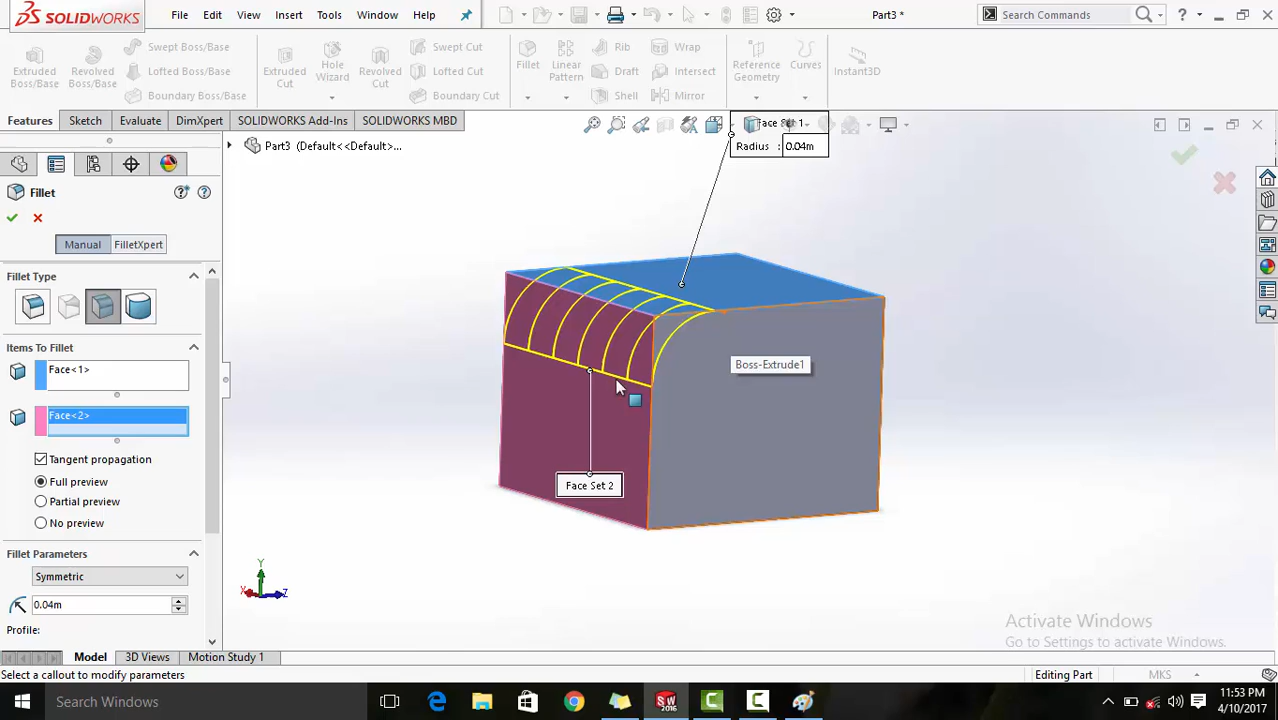 SOLIDWORKS
File Edit View Insert Tools Window Help
Part3 *
Search Commands
Extruded Boss/Base
Revolved Boss/Base
Swept Boss/Base
Lofted Boss/Base
Boundary Boss/Base
Extruded Cut
Hole Wizard
Revolved Cut
Swept Cut
Lofted Cut
Boundary Cut
Fillet
Linear Pattern
Rib
Draft
Shell
Wrap
Intersect
Mirror
Reference Geometry
Curves
Instant3D
Features Sketch Evaluate DimXpert SOLIDWORKS Add-Ins SOLIDWORKS MBD
Part3 (Default<<Default>...
Radius : 0.04m
Fillet
Manual FilletXpert
Fillet Type
Items To Fillet
Face<1>
Face<2>
Tangent propagation
Full preview
Partial preview
No preview
Fillet Parameters
Symmetric
0.04m
Profile:
Boss-Extrude1
Face Set 2
Y
X
Z
Activate Windows
Go to Settings to activate Windows.
Model 3D Views Motion Study 1
Select a callout to modify parameters
Editing Part
MKS
Search Windows
SW
2016
11:53 PM
4/10/2017